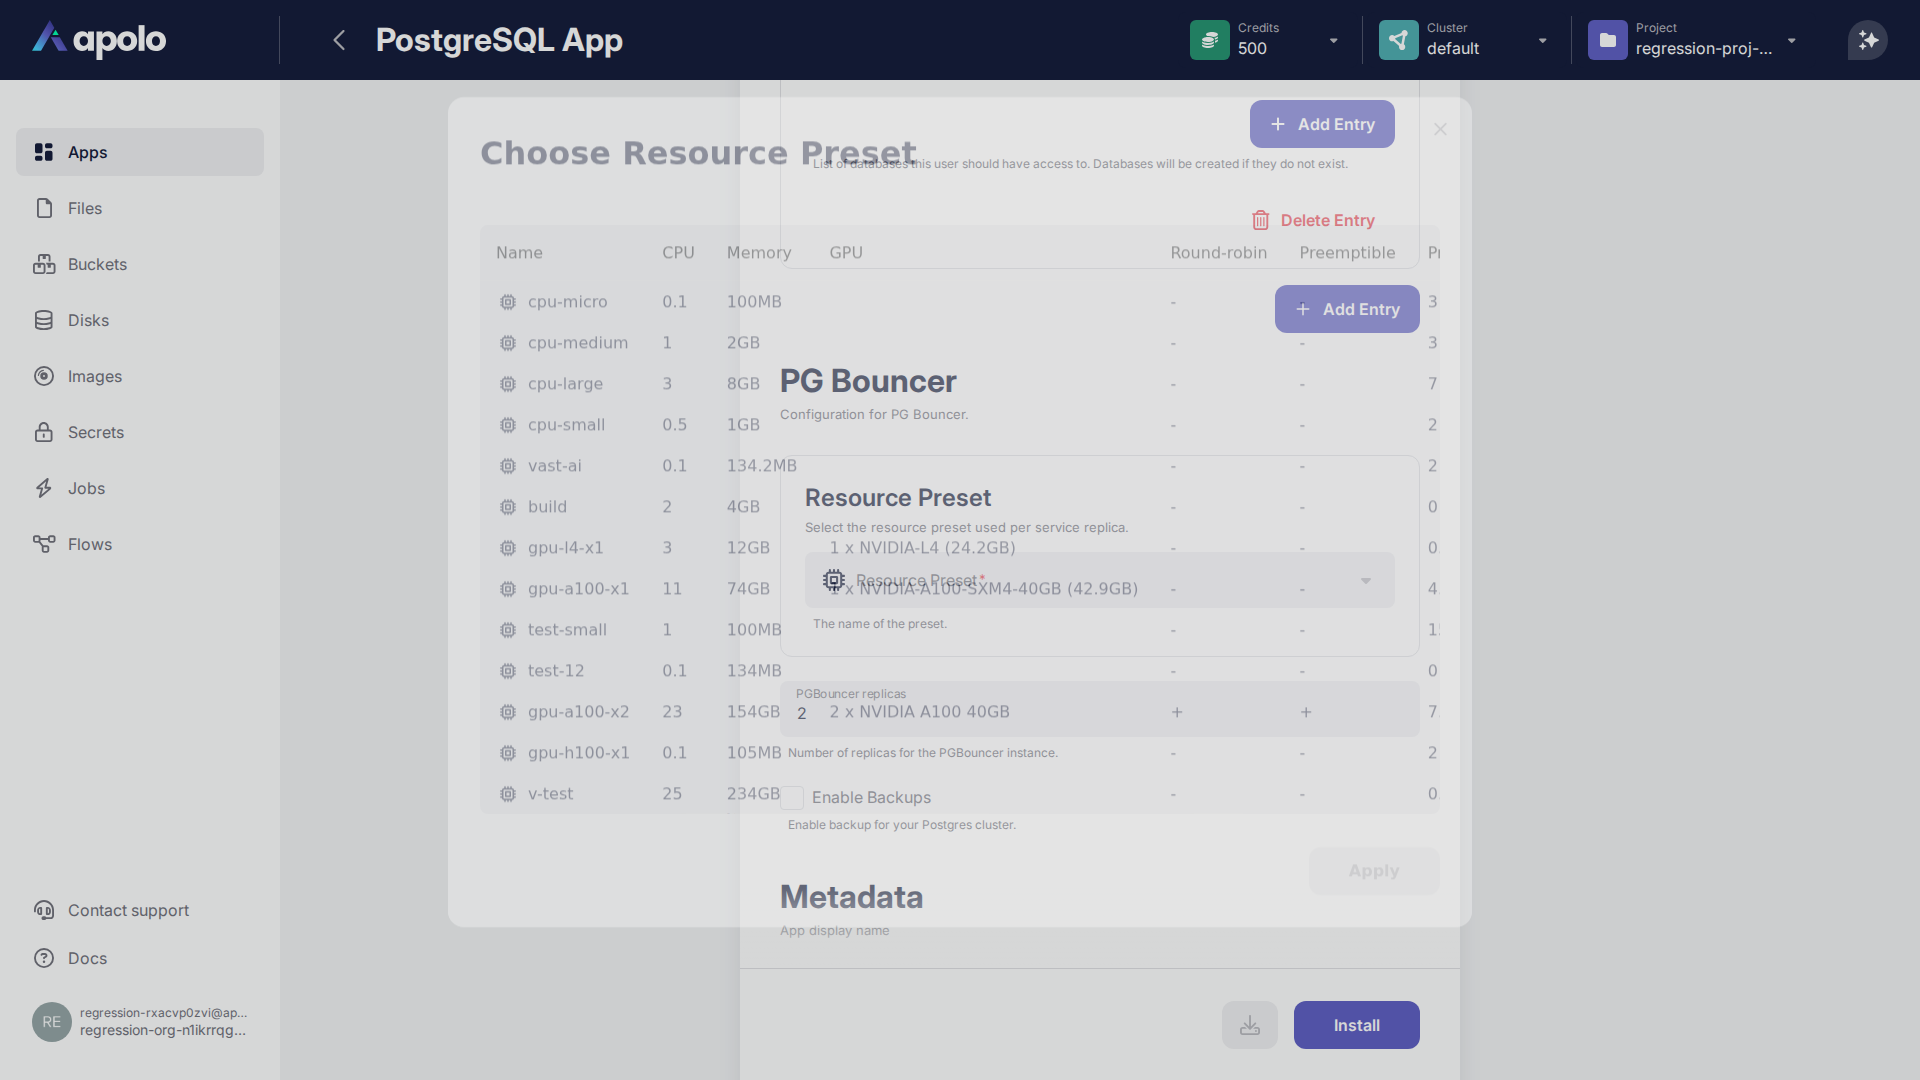 apolo
PostgreSQL App
Credits
500
Cluster
default
Project
regression-proj-...
Apps
Files
Buckets
Disks
Images
Secrets
Jobs
Flows
Contact support
Docs
RE
regression-rxacvp0zvi@ap...
regression-org-n1ikrrqg...
Choose Resource Preset
Name CPU Memory GPU Round-robin Preemptible
cpu-micro 0.1 100MB - - 3
cpu-medium 1 2GB - - 3
cpu-large 3 8GB - - 7
cpu-small 0.5 1GB - - 2
vast-ai 0.1 134.2MB - - 2
build 2 4GB - - 0
gpu-l4-x1 3 12GB 1 x NVIDIA-L4 (24.2GB) - - 0.
gpu-a100-x1 11 74GB 1 x NVIDIA-A100-SXM4-40GB (42.9GB) - - 4.
test-small 1 100MB - - 1
test-12 0.1 134MB - - 0
gpu-a100-x2 23 154GB 2 x NVIDIA A100 40GB + + 7.
gpu-h100-x1 0.1 105MB - - 2
v-test 25 234GB - - 0.
Apply
+ Add Entry
List of databases this user should have access to. Databases will be created if they do not exist.
Delete Entry
+ Add Entry
PG Bouncer
Configuration for PG Bouncer.
Resource Preset
Select the resource preset used per service replica.
Resource Preset*
The name of the preset.
PGBouncer replicas
2
Number of replicas for the PGBouncer instance.
Enable Backups
Enable backup for your Postgres cluster.
Metadata
App display name
Install